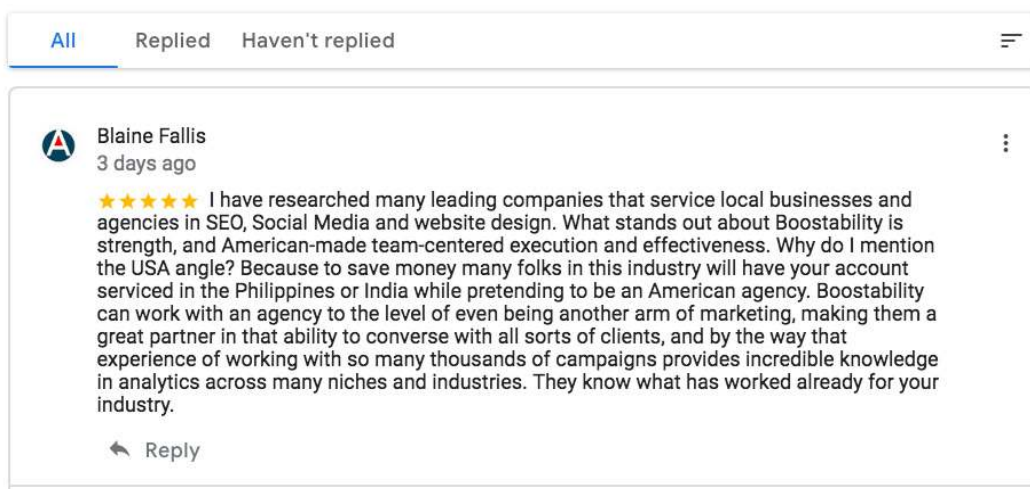 All Replied Haven't replied
Blaine Fallis
3 days ago
I have researched many leading companies that service local businesses and
agencies in SEO, Social Media and website design. What stands out about Boostability is
strength, and American-made team-centered execution and effectiveness. Why do I mention
the USA angle? Because to save money many folks in this industry will have your account
serviced in the Philippines or India while pretending to be an American agency. Boostability
can work with an agency to the level of even being another arm of marketing, making them a
great partner in that ability to converse with all sorts of clients, and by the way that
experience of working with so many thousands of campaigns provides incredible knowledge
in analytics across many niches and industries. They know what has worked already for your
industry.
Reply